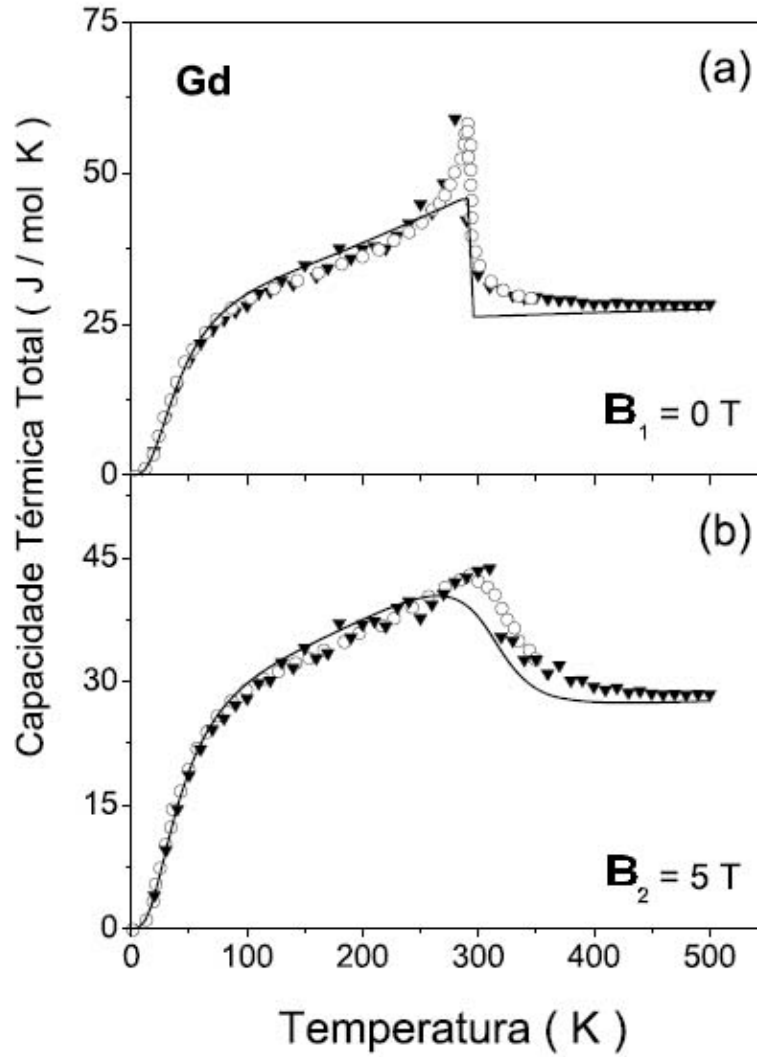 Capacidade Térmica Total ( J / mol K )
75
50
25
0
Gd
(a)
B₁ = 0 T
45
30
15
0
(b)
B₂ = 5 T
0 100 200 300 400 500
Temperatura ( K )